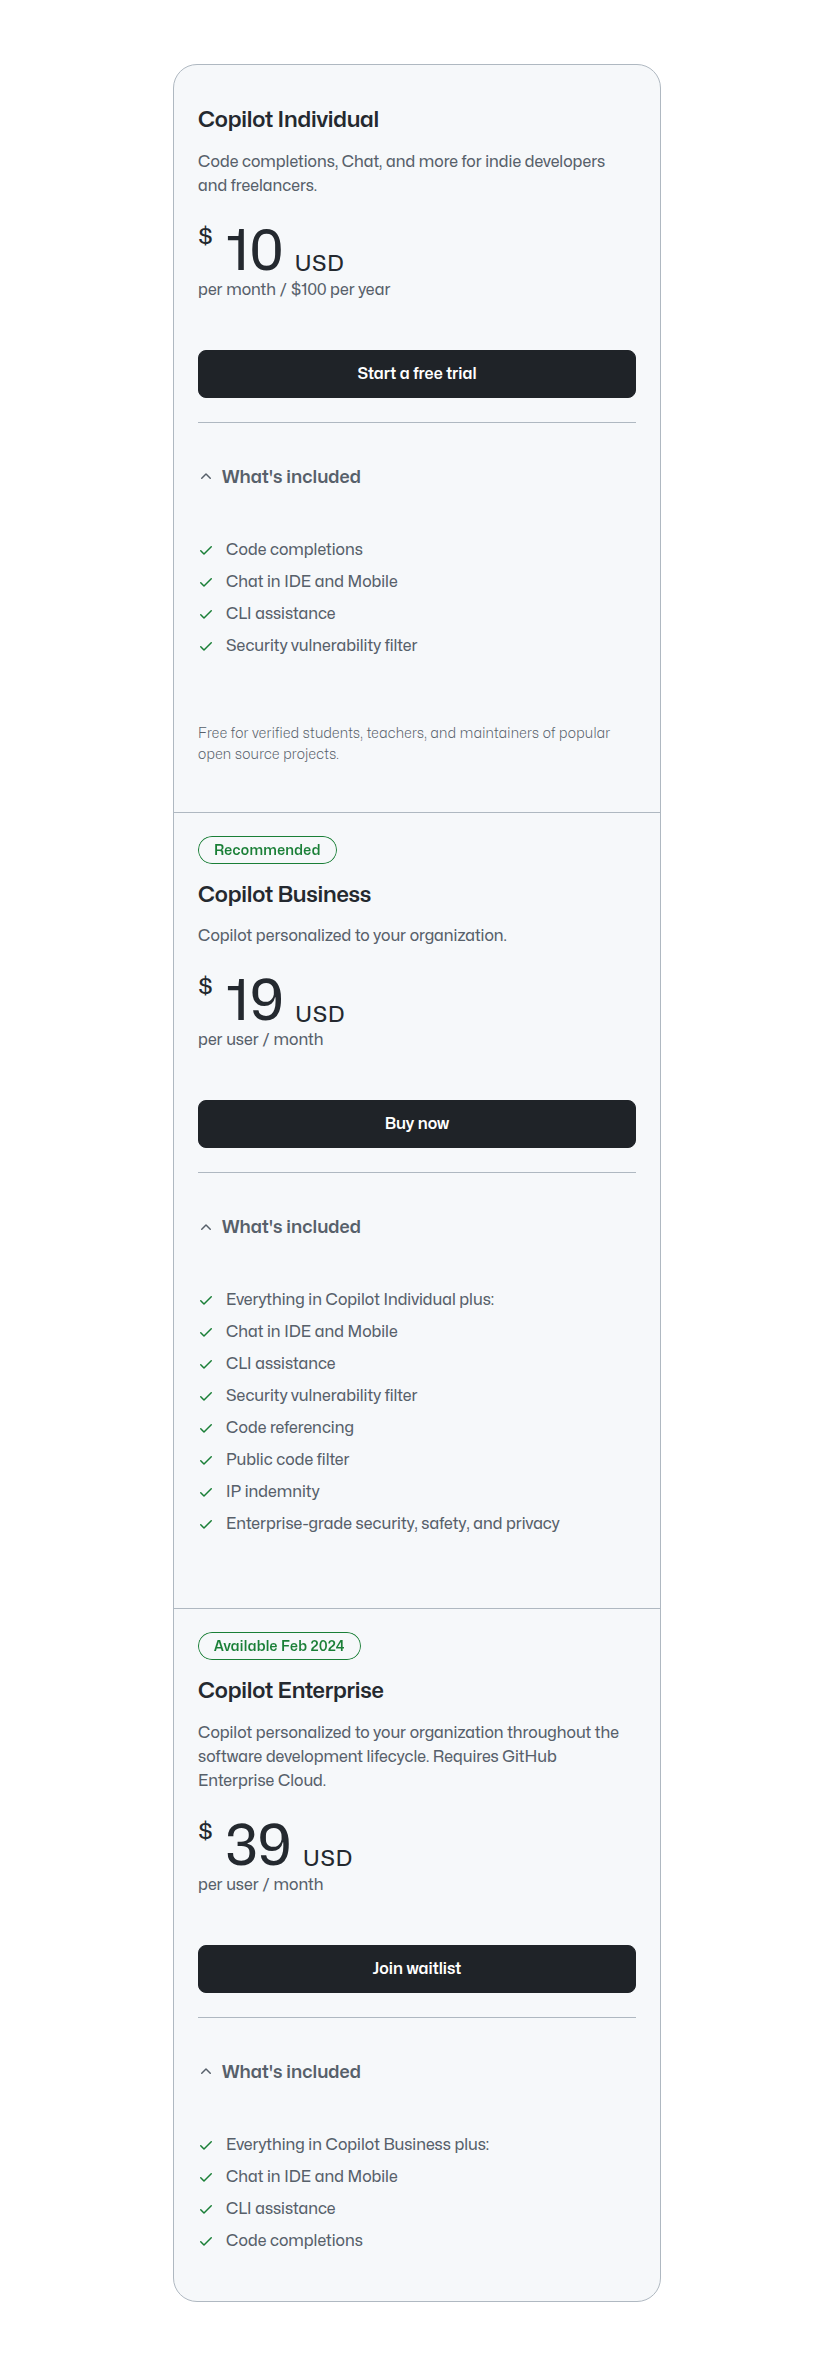 Copilot Individual
Code completions, Chat, and more for indie developers
and freelancers.
$ 10 USD
per month / $100 per year
Start a free trial
What's included
Code completions
Chat in IDE and Mobile
CLI assistance
Security vulnerability filter
Free for verified students, teachers, and maintainers of popular
open source projects.
Recommended
Copilot Business
Copilot personalized to your organization.
$ 19 USD
per user / month
Buy now
What's included
Everything in Copilot Individual plus:
Chat in IDE and Mobile
CLI assistance
Security vulnerability filter
Code referencing
Public code filter
IP indemnity
Enterprise-grade security, safety, and privacy
Available Feb 2024
Copilot Enterprise
Copilot personalized to your organization throughout the
software development lifecycle. Requires GitHub
Enterprise Cloud.
$ 39 USD
per user / month
Join waitlist
What's included
Everything in Copilot Business plus:
Chat in IDE and Mobile
CLI assistance
Code completions